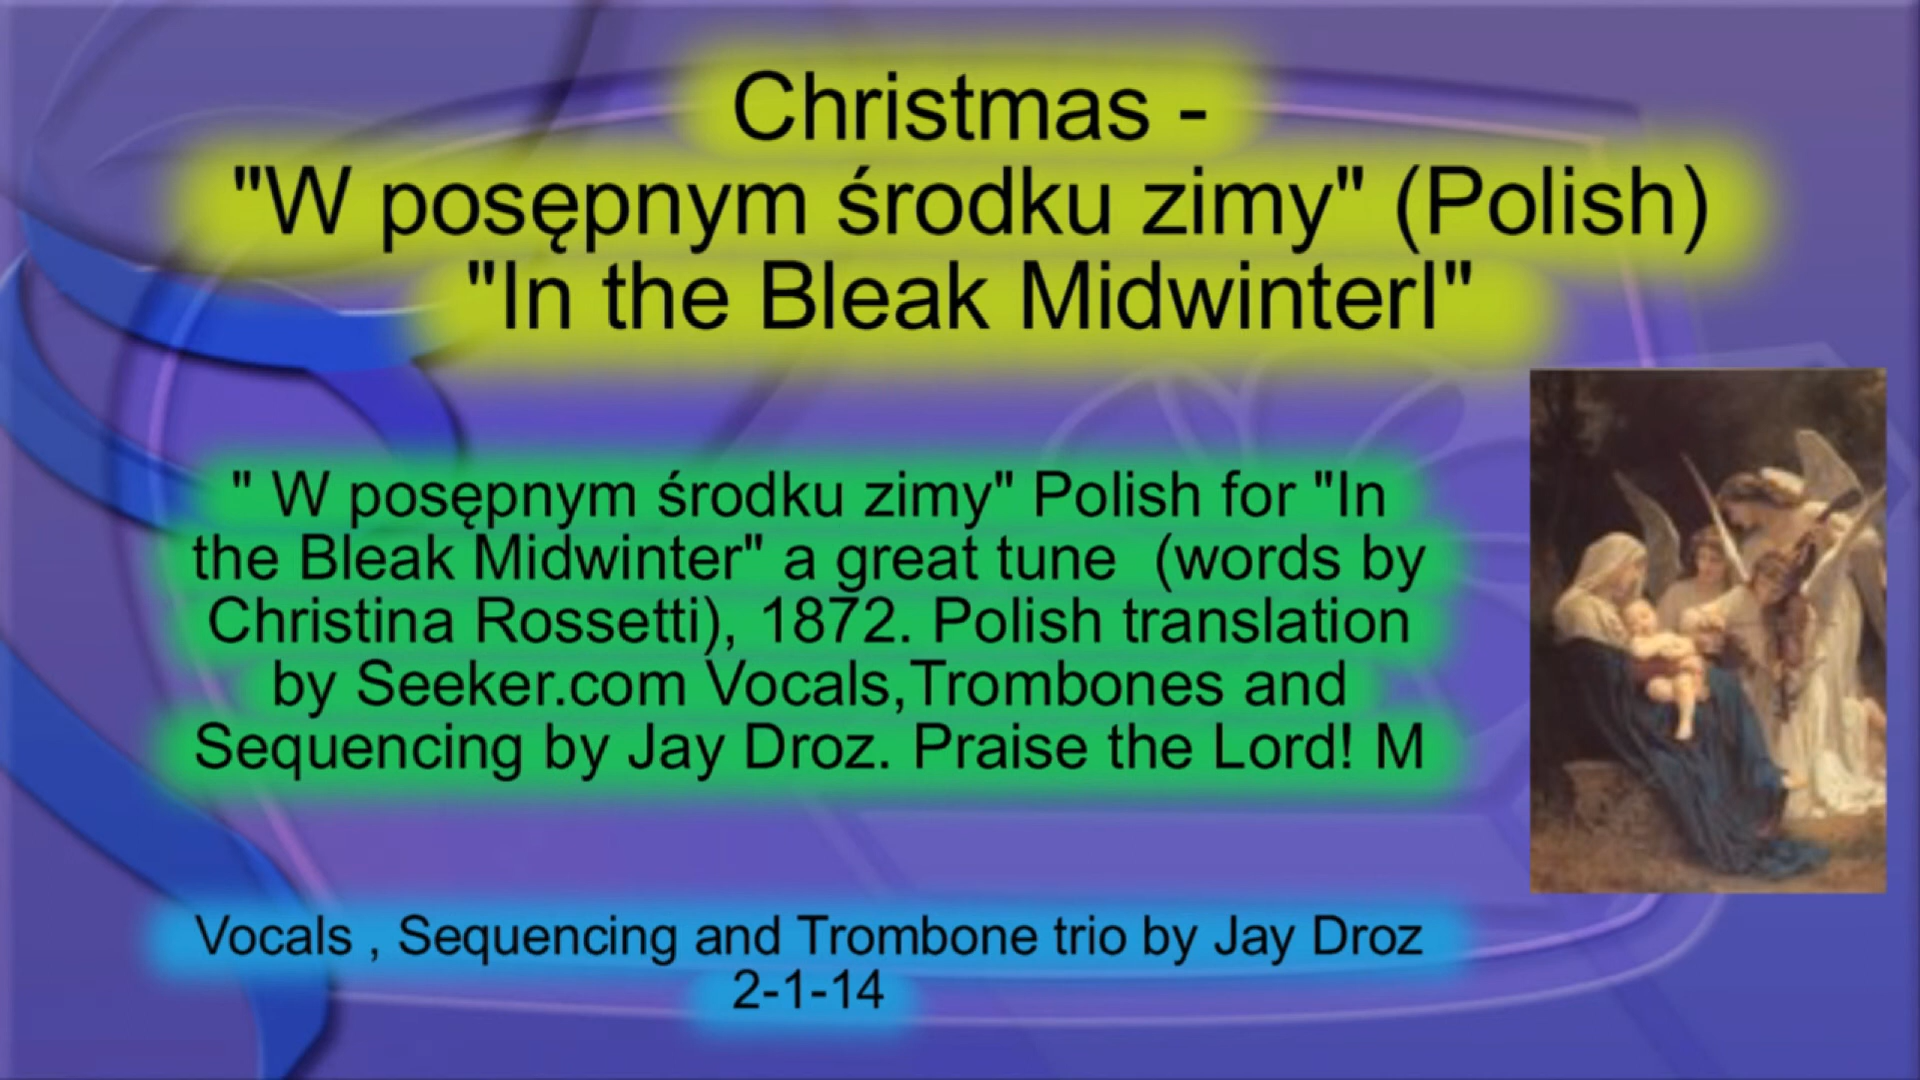 Christmas -
"W posępnym środku zimy" (Polish)
"In the Bleak Midwinterl"
" W posępnym środku zimy" Polish for "In
the Bleak Midwinter" a great tune  (words by
Christina Rossetti), 1872. Polish translation
by Seeker.com Vocals,Trombones and
Sequencing by Jay Droz. Praise the Lord! M
Vocals , Sequencing and Trombone trio by Jay Droz
2-1-14